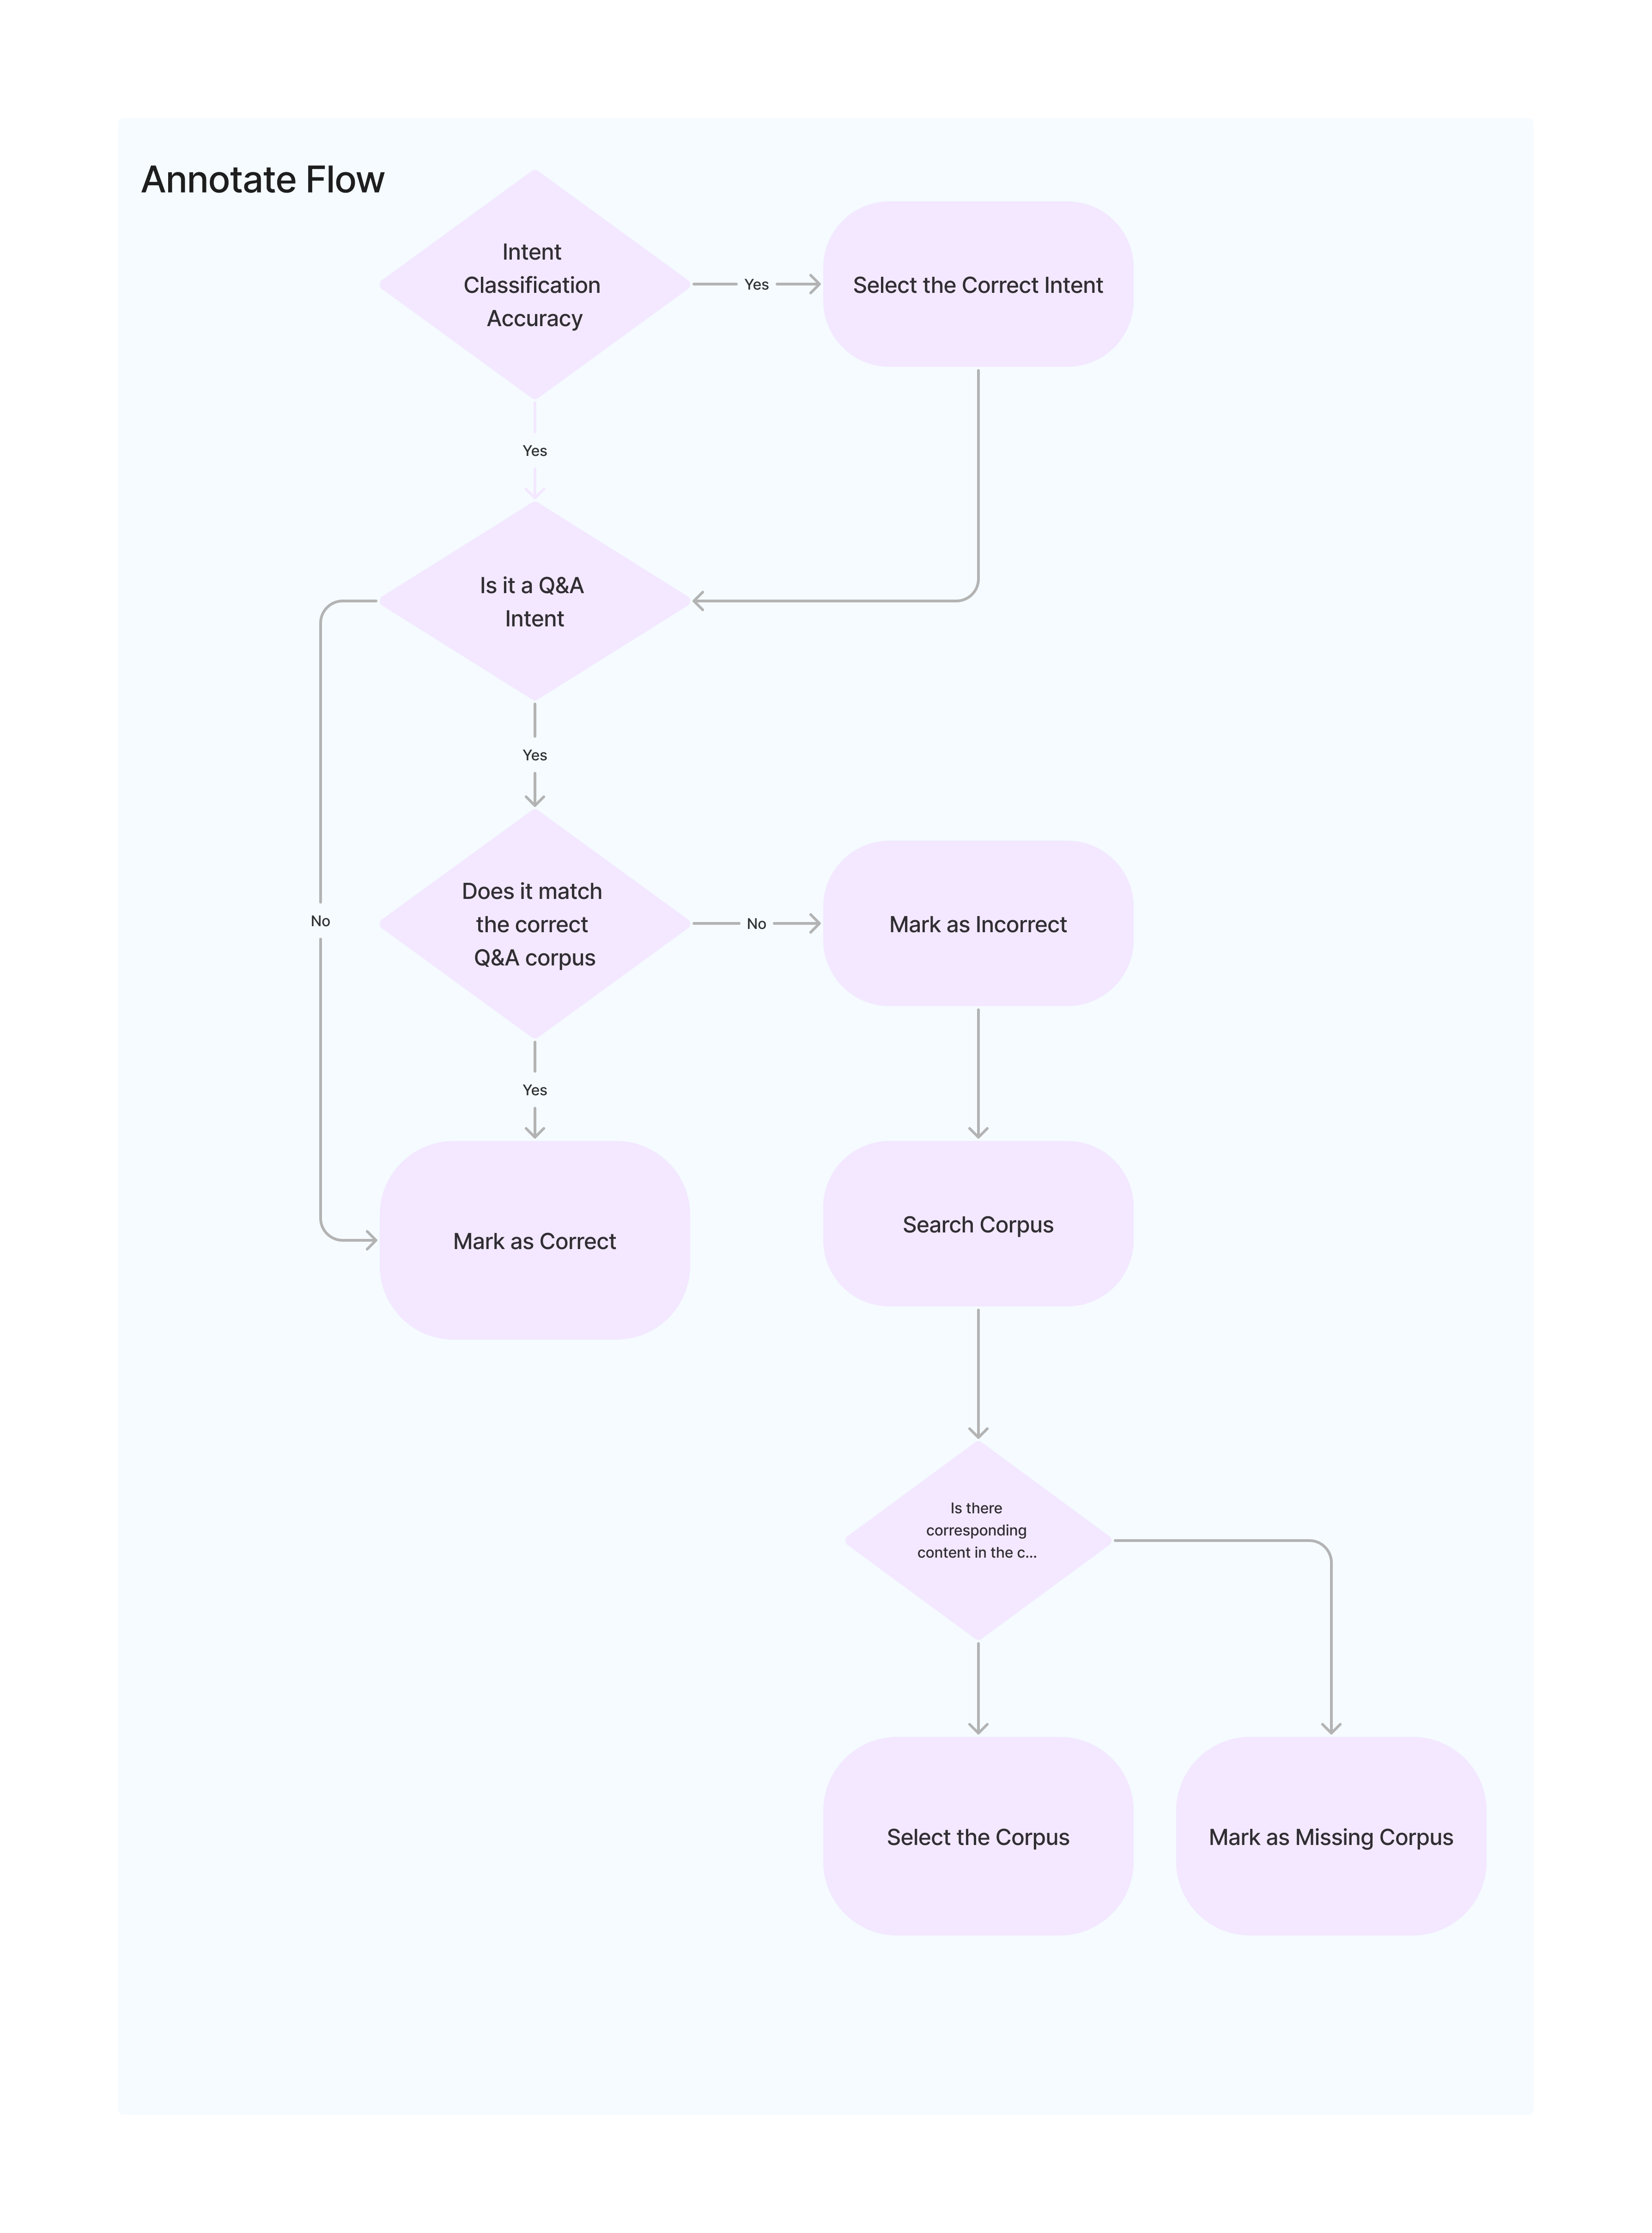 Annotate Flow
Intent
Classification
Accuracy
Yes
Select the Correct Intent
Yes
Is it a Q&A
Intent
Yes
Does it match
the correct
Q&A corpus
No
Mark as Incorrect
No
Yes
Mark as Correct
Search Corpus
Is there
corresponding
content in the c...
Select the Corpus
Mark as Missing Corpus